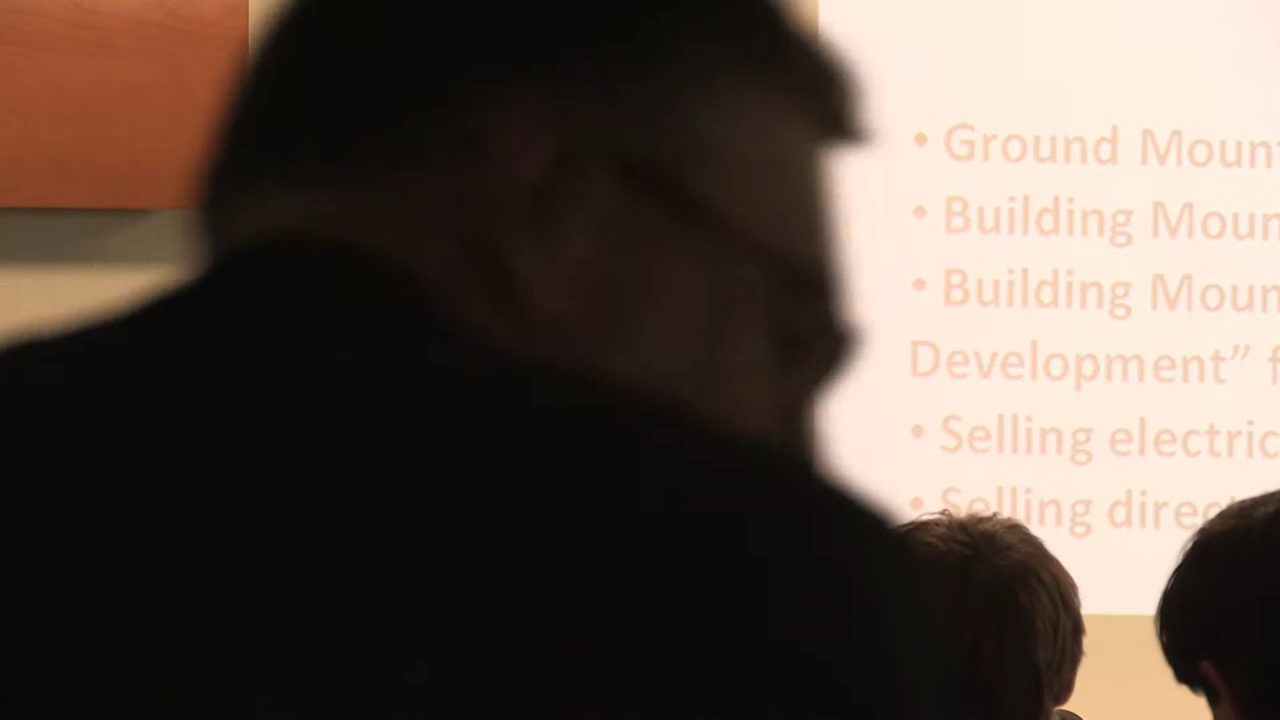 • Ground Moun
• Building Moun
• Building Moun
Development” f
• Selling electric
• Selling direc